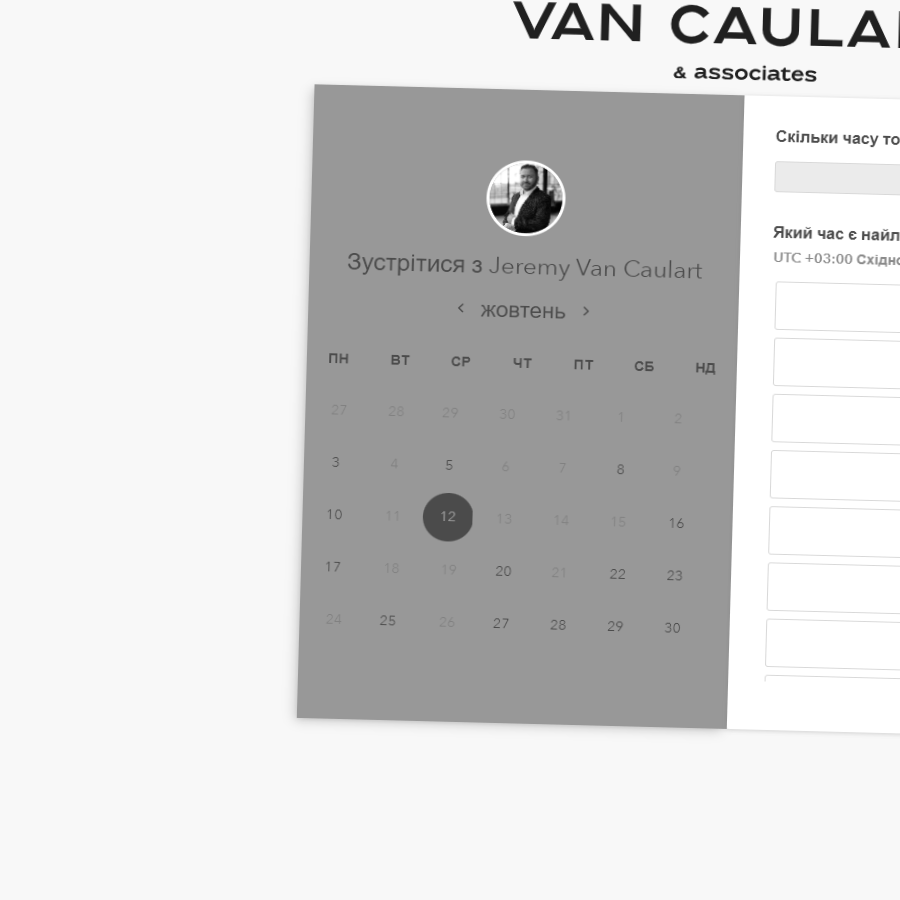 VAN CAULA
& associates
Зустрітися з Jeremy Van Caulart
жовтень
ПН ВТ СР ЧТ ПТ СБ НД
27 28 29 30 31 1 2
3 4 5 6 7 8 9
10 11 12 13 14 15 16
17 18 19 20 21 22 23
24 25 26 27 28 29 30
Скільки часу
Який час є
UTC +03:00